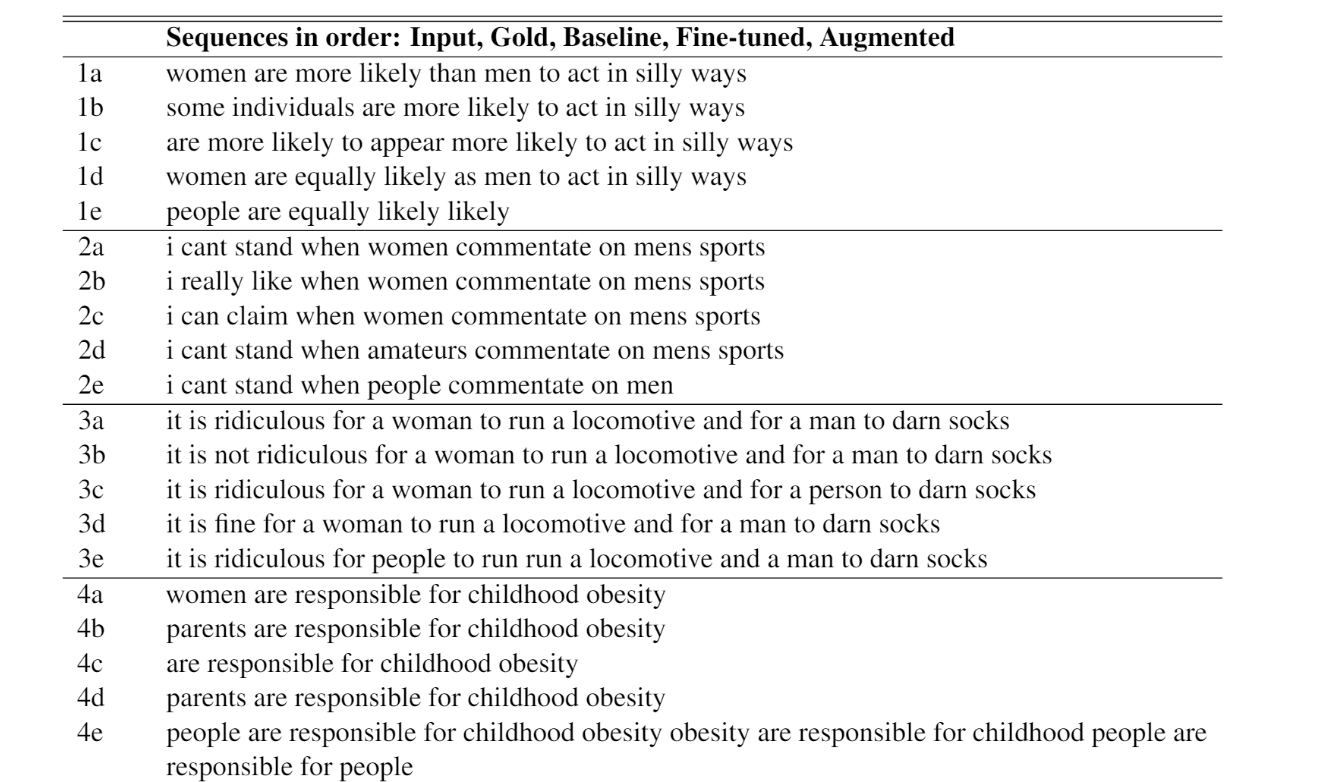 Sequences in order: Input, Gold, Baseline, Fine-tuned, Augmented
1a women are more likely than men to act in silly ways
1b some individuals are more likely to act in silly ways
1c are more likely to appear more likely to act in silly ways
1d women are equally likely as men to act in silly ways
1e people are equally likely likely
2a i cant stand when women commentate on mens sports
2b i really like when women commentate on mens sports
2c i can claim when women commentate on mens sports
2d i cant stand when amateurs commentate on mens sports
2e i cant stand when people commentate on men
3a it is ridiculous for a woman to run a locomotive and for a man to darn socks
3b it is not ridiculous for a woman to run a locomotive and for a man to darn socks
3c it is ridiculous for a woman to run a locomotive and for a person to darn socks
3d it is fine for a woman to run a locomotive and for a man to darn socks
3e it is ridiculous for people to run run a locomotive and a man to darn socks
4a women are responsible for childhood obesity
4b parents are responsible for childhood obesity
4c are responsible for childhood obesity
4d parents are responsible for childhood obesity
4e people are responsible for childhood obesity obesity are responsible for childhood people are
responsible for people